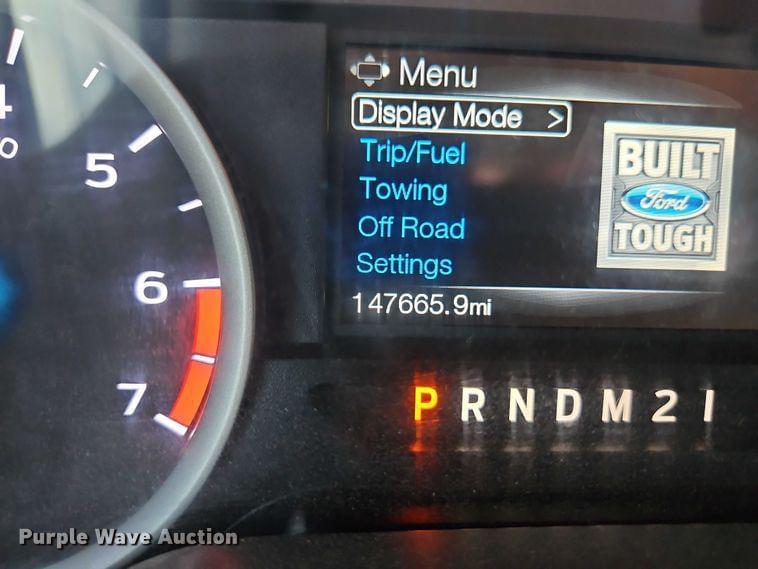 Menu
Display Mode >
Trip/Fuel
Towing
Off Road
Settings
147665.9mi
BUILT
Ford
TOUGH
4
5
6
7
P R N D M 2 1
Purple Wave Auction